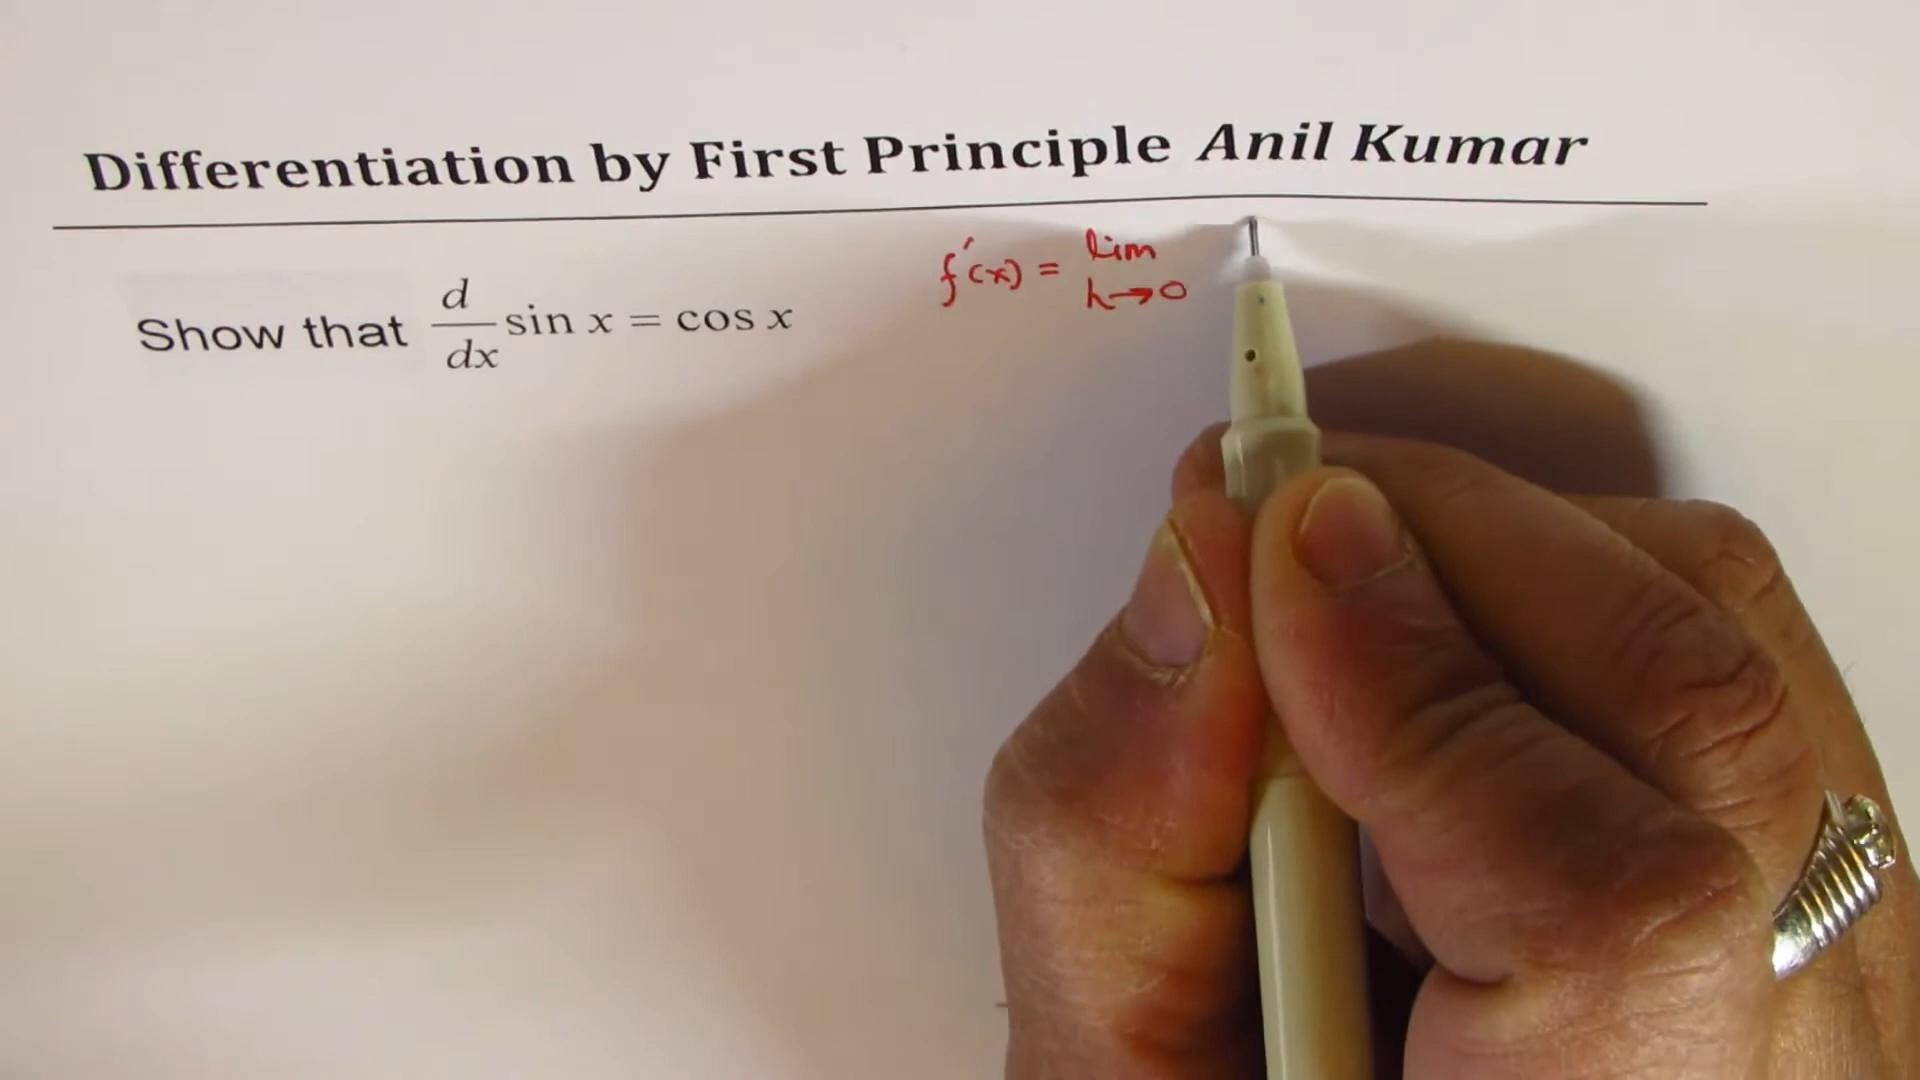 Differentiation by First Principle Anil Kumar
Show that d/dx sin x = cos x
f'(x) = lim h→0